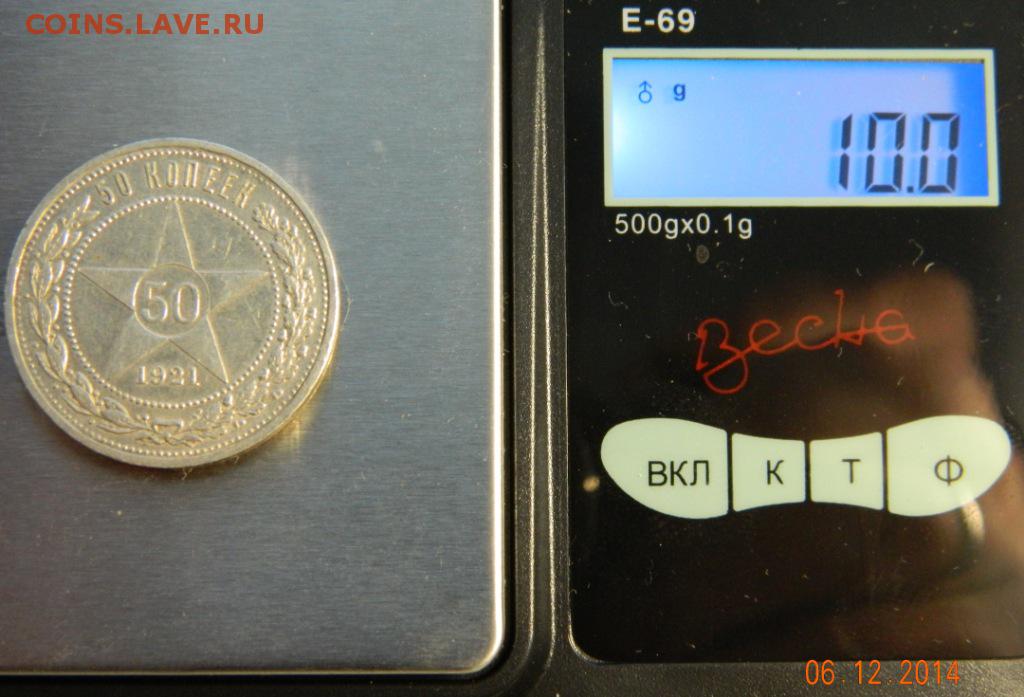 COINS.LAVE.RU
E-69
g
10.0
500gx0.1g
50 КОПЕЕК
50
1921
весна
ВКЛ К Т Ф
06.12.2014